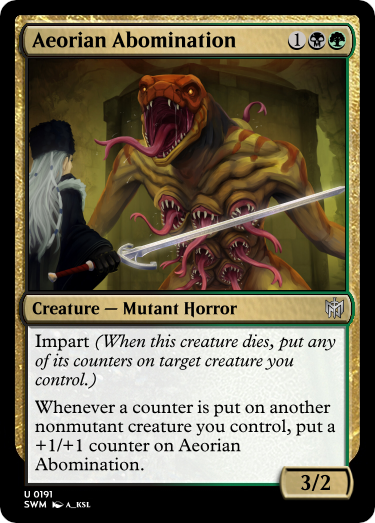 Aeorian Abomination 1
Creature — Mutant Horror
Impart (When this creature dies, put any
of its counters on target creature you
control.)
Whenever a counter is put on another
nonmutant creature you control, put a
+1/+1 counter on Aeorian
Abomination.
3/2
U 0191
SWM A_KSL